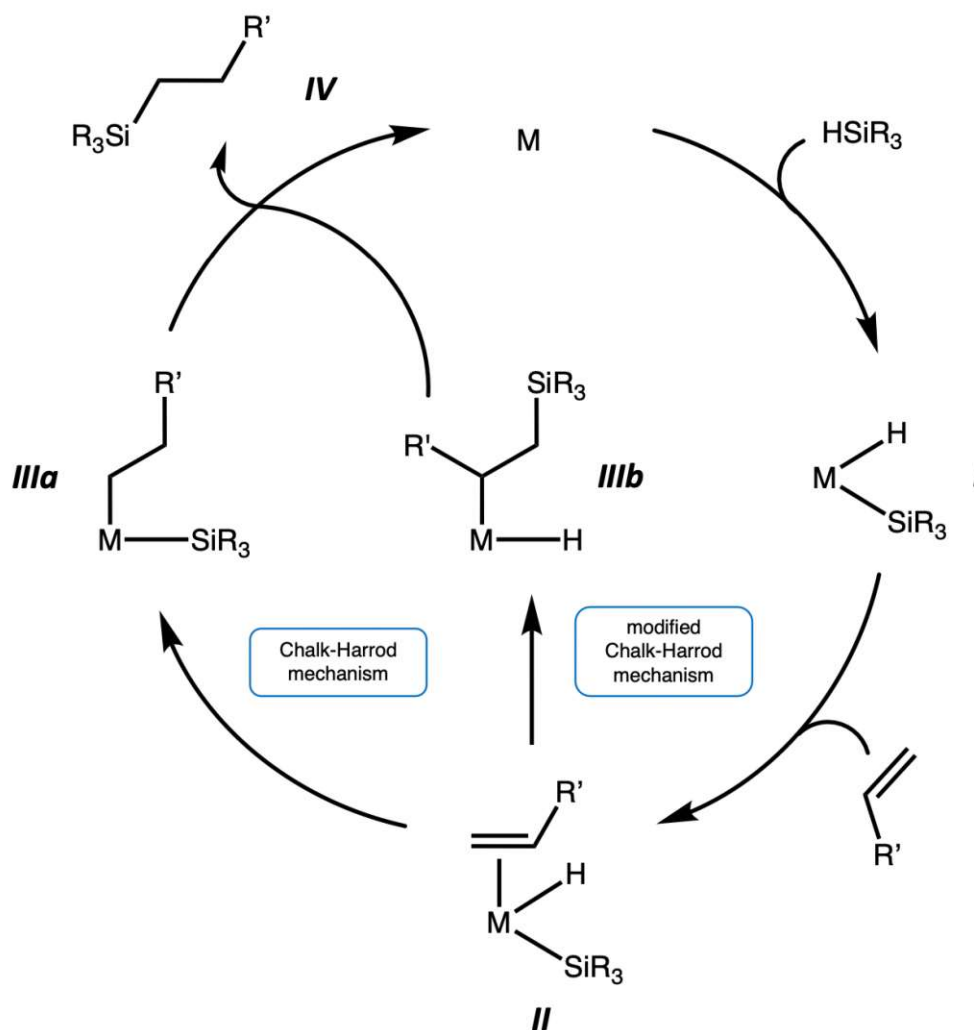 R'
R₃Si
IV
M
HSiR₃
R'
SiR₃
R'
H
IIIa
IIIb
M
M
SiR₃
M
H
SiR₃
Chalk-Harrod
mechanism
modified
Chalk-Harrod
mechanism
R'
H
R'
M
SiR₃
II